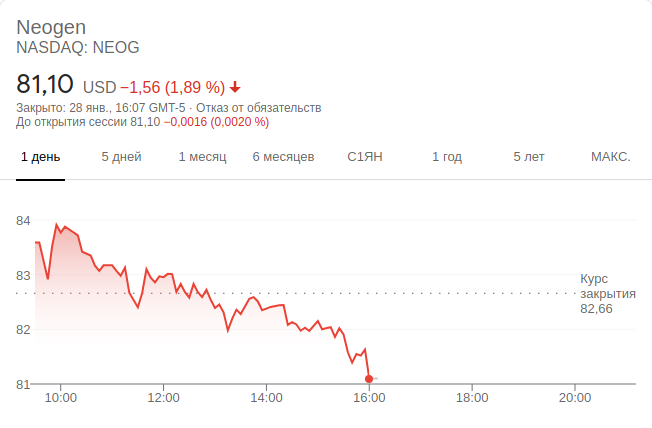 Neogen
NASDAQ: NEOG
81,10 USD −1,56 (1,89 %)
Закрыто: 28 янв., 16:07 GMT-5 · Отказ от обязательств
До открытия сессии 81,10 −0,0016 (0,0020 %)
1 день 5 дней 1 месяц 6 месяцев С1ЯН 1 год 5 лет МАКС.
84
83
82
81
Курс
закрытия
82,66
10:00 12:00 14:00 16:00 18:00 20:00